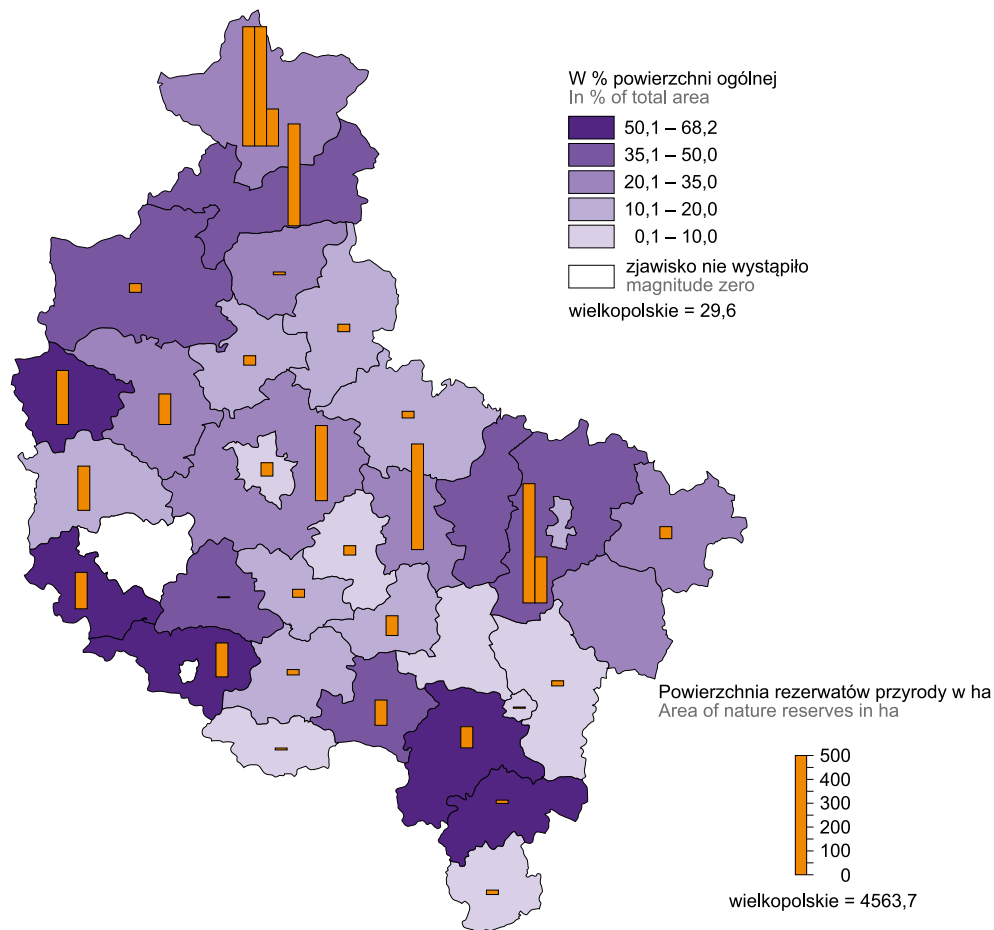 W % powierzchni ogólnej
In % of total area
50,1 – 68,2
35,1 – 50,0
20,1 – 35,0
10,1 – 20,0
0,1 – 10,0
zjawisko nie wystąpiło
magnitude zero
wielkopolskie = 29,6
Powierzchnia rezerwatów przyrody w ha
Area of nature reserves in ha
500
400
300
200
100
0
wielkopolskie = 4563,7